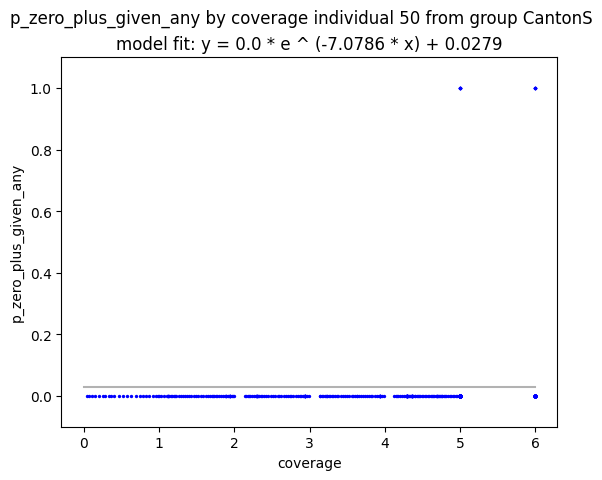 p_zero_plus_given_any by coverage individual 50 from group CantonS
model fit: y = 0.0 * e ^ (-7.0786 * x) + 0.0279
1.0
0.8
0.6
0.4
0.2
0.0
p_zero_plus_given_any
0 1 2 3 4 5 6
coverage